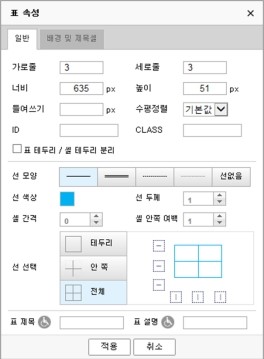 표 속성
일반 배경 및 제목셀
가로줄 3 세로줄 3
너비 635 px 높이 51 px
들여쓰기 px 수평정렬 기본값
ID CLASS
표 테두리 / 셀 테두리 분리
선 모양 선없음
선 색상 선 두께 1
셀 간격 0 셀 안쪽 여백 1
테두리
선 선택 안 쪽
전체
표 제목 표 설명
적용 취소